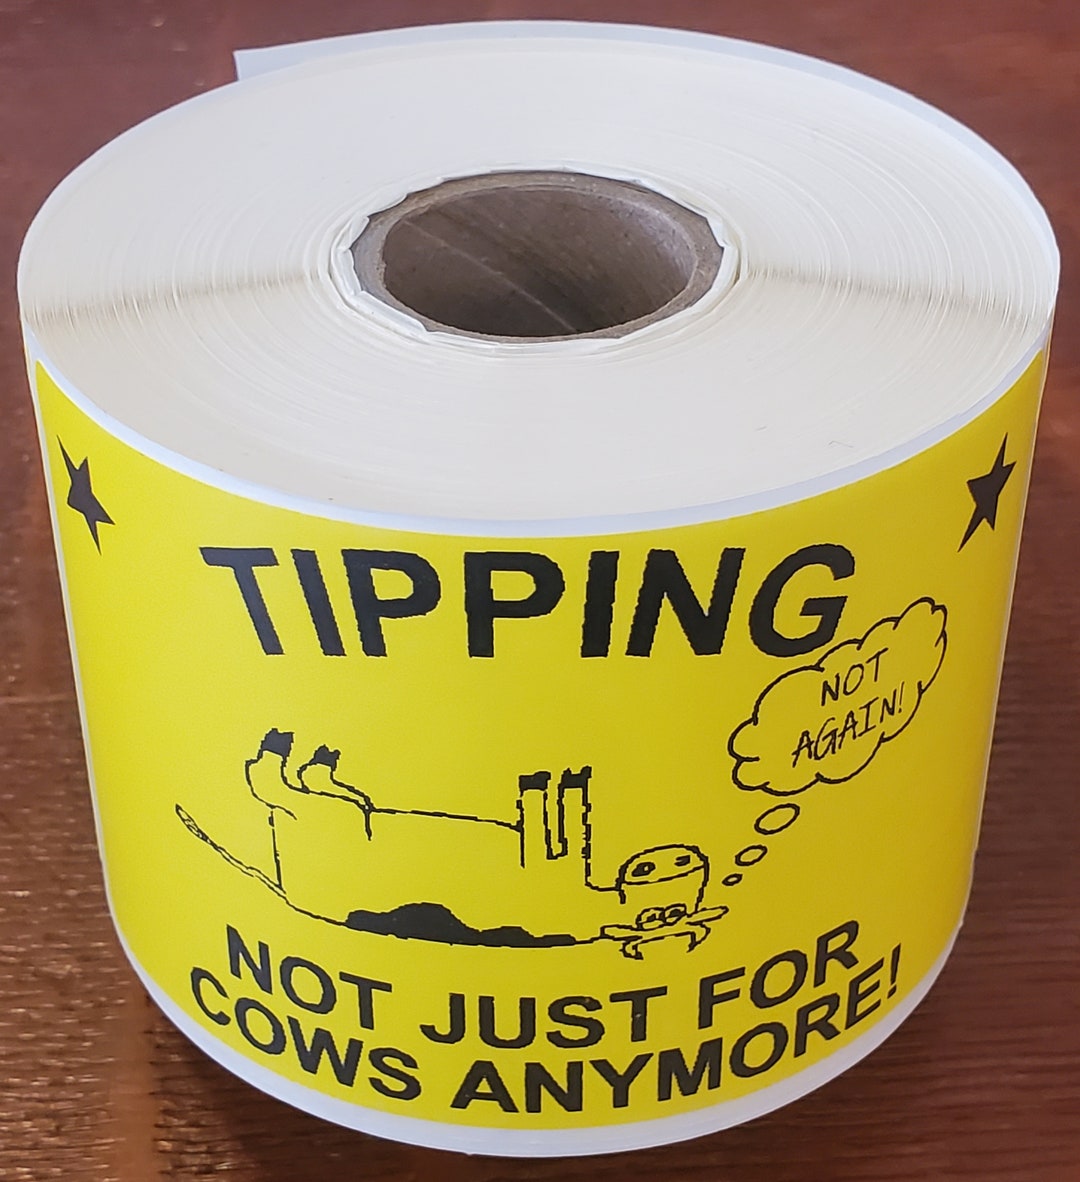 TIPPING
NOT
AGAIN!
NOT JUST FOR
COWS ANYMORE!